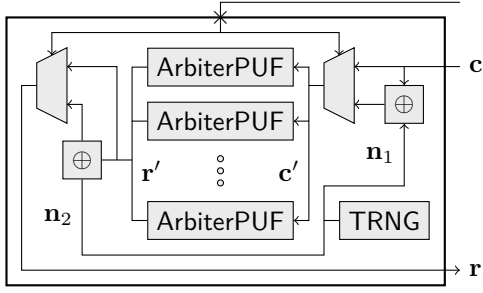 ArbiterPUF
c
ArbiterPUF
⊕
n₁
⊕
r′
c′
n₂
ArbiterPUF
TRNG
r